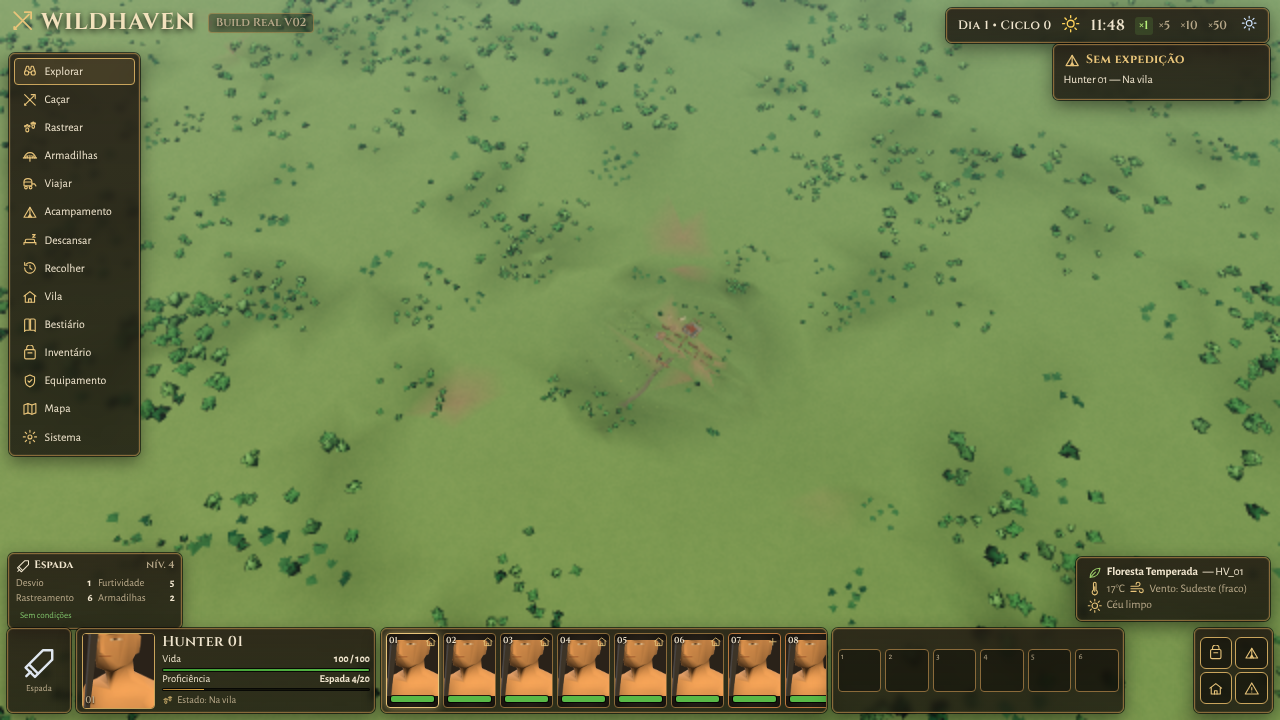 WILDHAVEN
BUILD REAL V02
DIA 1 • CICLO 0
11:48
×1 ×5 ×10 ×50
SEM EXPEDIÇÃO
Hunter 01 — Na vila
Explorar
Caçar
Rastrear
Armadilhas
Viajar
Acampamento
Descansar
Recolher
Vila
Bestiário
Inventário
Equipamento
Mapa
Sistema
ESPADA NÍV. 4
Desvio 1 Furtividade 5
Rastreamento 6 Armadilhas 2
Sem condições
Floresta Temperada — HV_01
17°C Vento: Sudeste (fraco)
Céu limpo
Espada
01
HUNTER 01
Vida 100 / 100
Proficiência Espada 4/20
Estado: Na vila
01 02 03 04 05 06 07 08
1 2 3 4 5 6